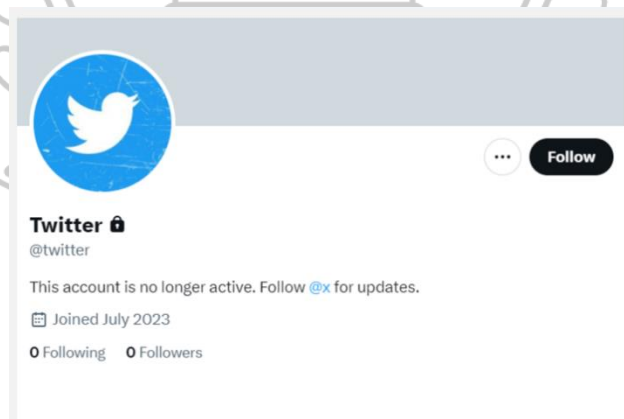 Follow
Twitter
@twitter
This account is no longer active. Follow @x for updates.
Joined July 2023
0 Following 0 Followers